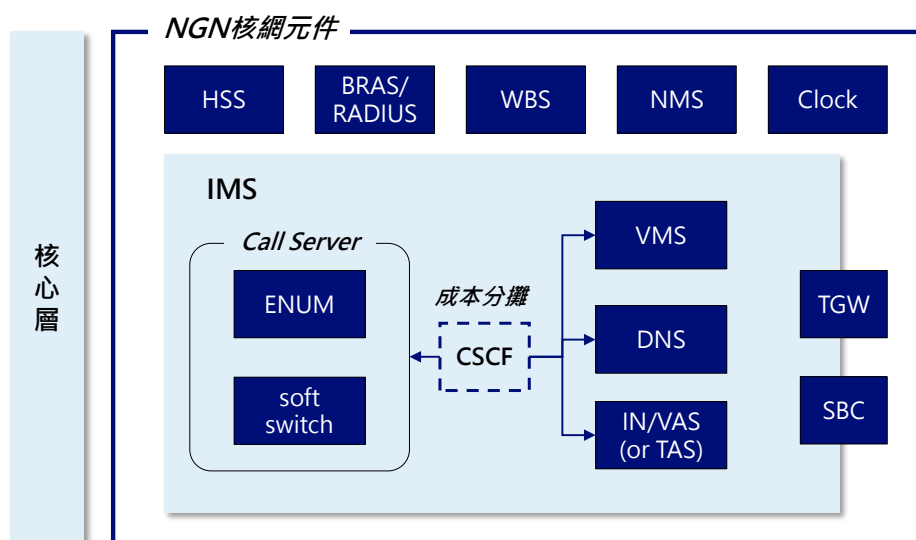 NGN核網元件
HSS
BRAS/
RADIUS
WBS
NMS
Clock
核
心
層
IMS
Call Server
ENUM
soft
switch
成本分攤
CSCF
VMS
DNS
IN/VAS
(or TAS)
TGW
SBC